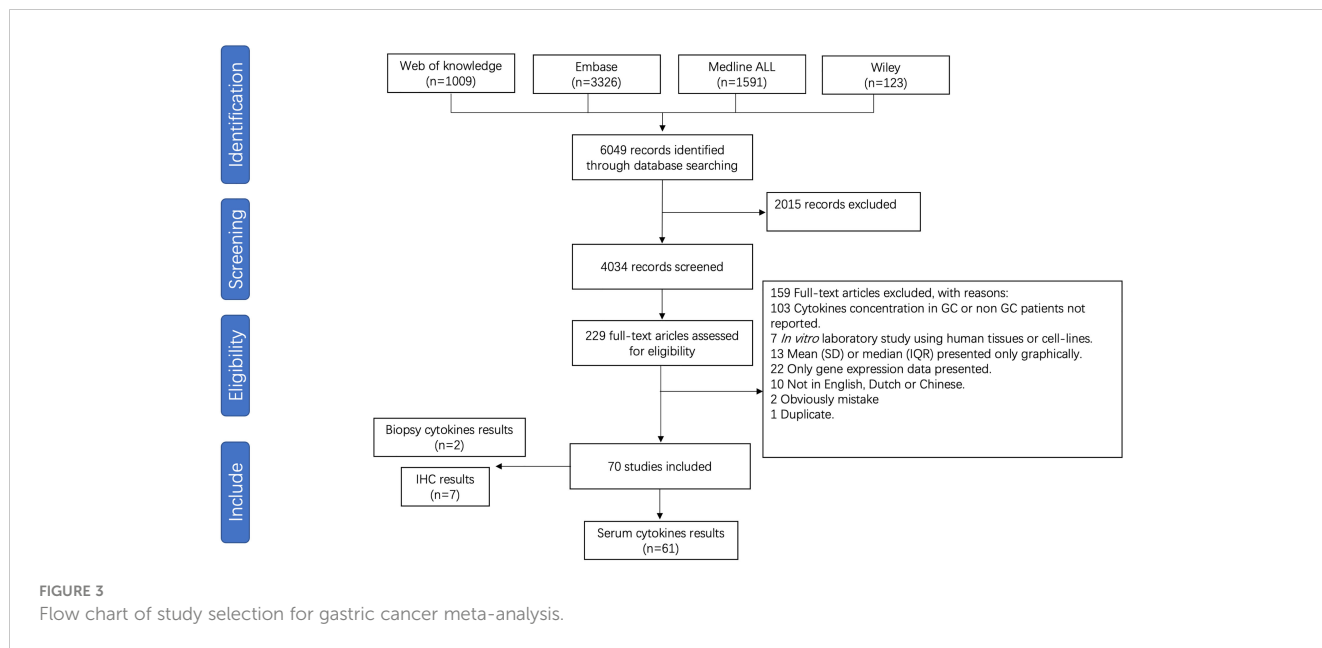 Identification
Web of knowledge
(n=1009)
Embase
(n=3326)
Medline ALL
(n=1591)
Wiley
(n=123)
6049 records identified
through database searching
2015 records excluded
Screening
4034 records screened
159 Full-text articles excluded, with reasons:
103 Cytokines concentration in GC or non GC patients not
reported.
7 In vitro laboratory study using human tissues or cell-lines.
13 Mean (SD) or median (IQR) presented only graphically.
22 Only gene expression data presented.
10 Not in English, Dutch or Chinese.
2 Obviously mistake
1 Duplicate.
Eligibility
229 full-text aricles assessed
for eligibility
Include
Biopsy cytokines results
(n=2)
70 studies included
IHC results
(n=7)
Serum cytokines results
(n=61)
FIGURE 3
Flow chart of study selection for gastric cancer meta-analysis.